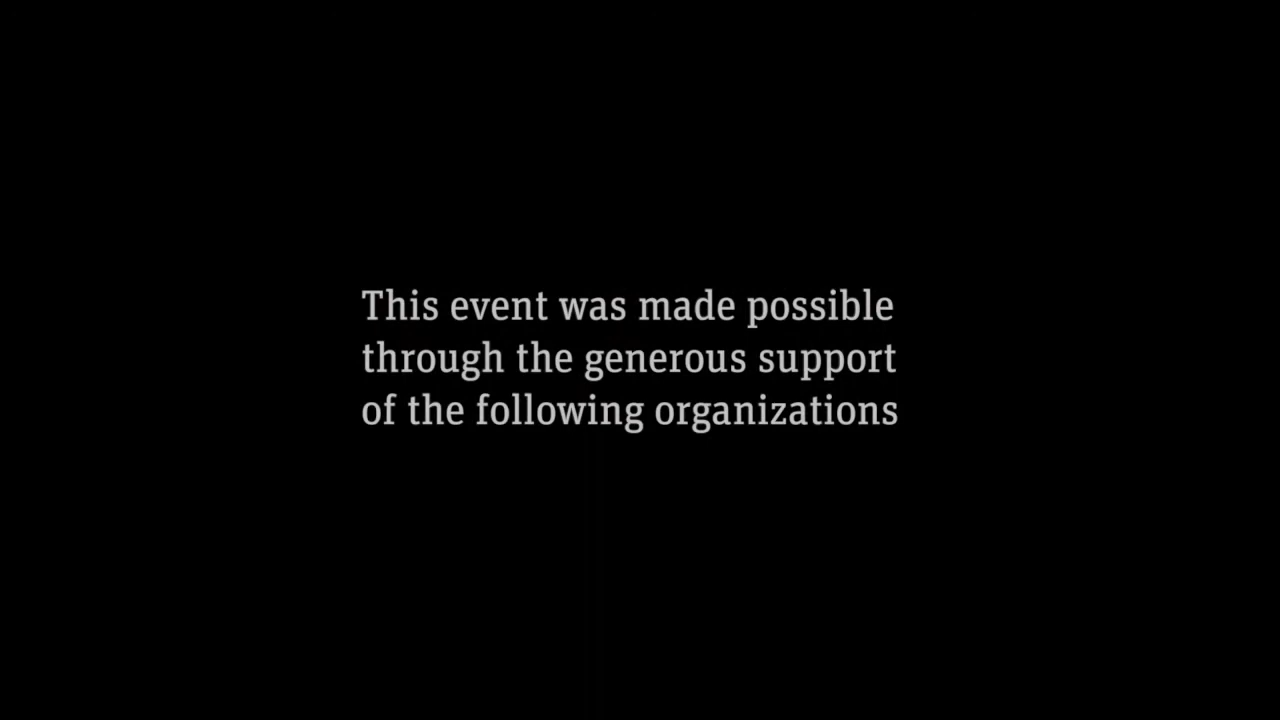 This event was made possible
through the generous support
of the following organizations